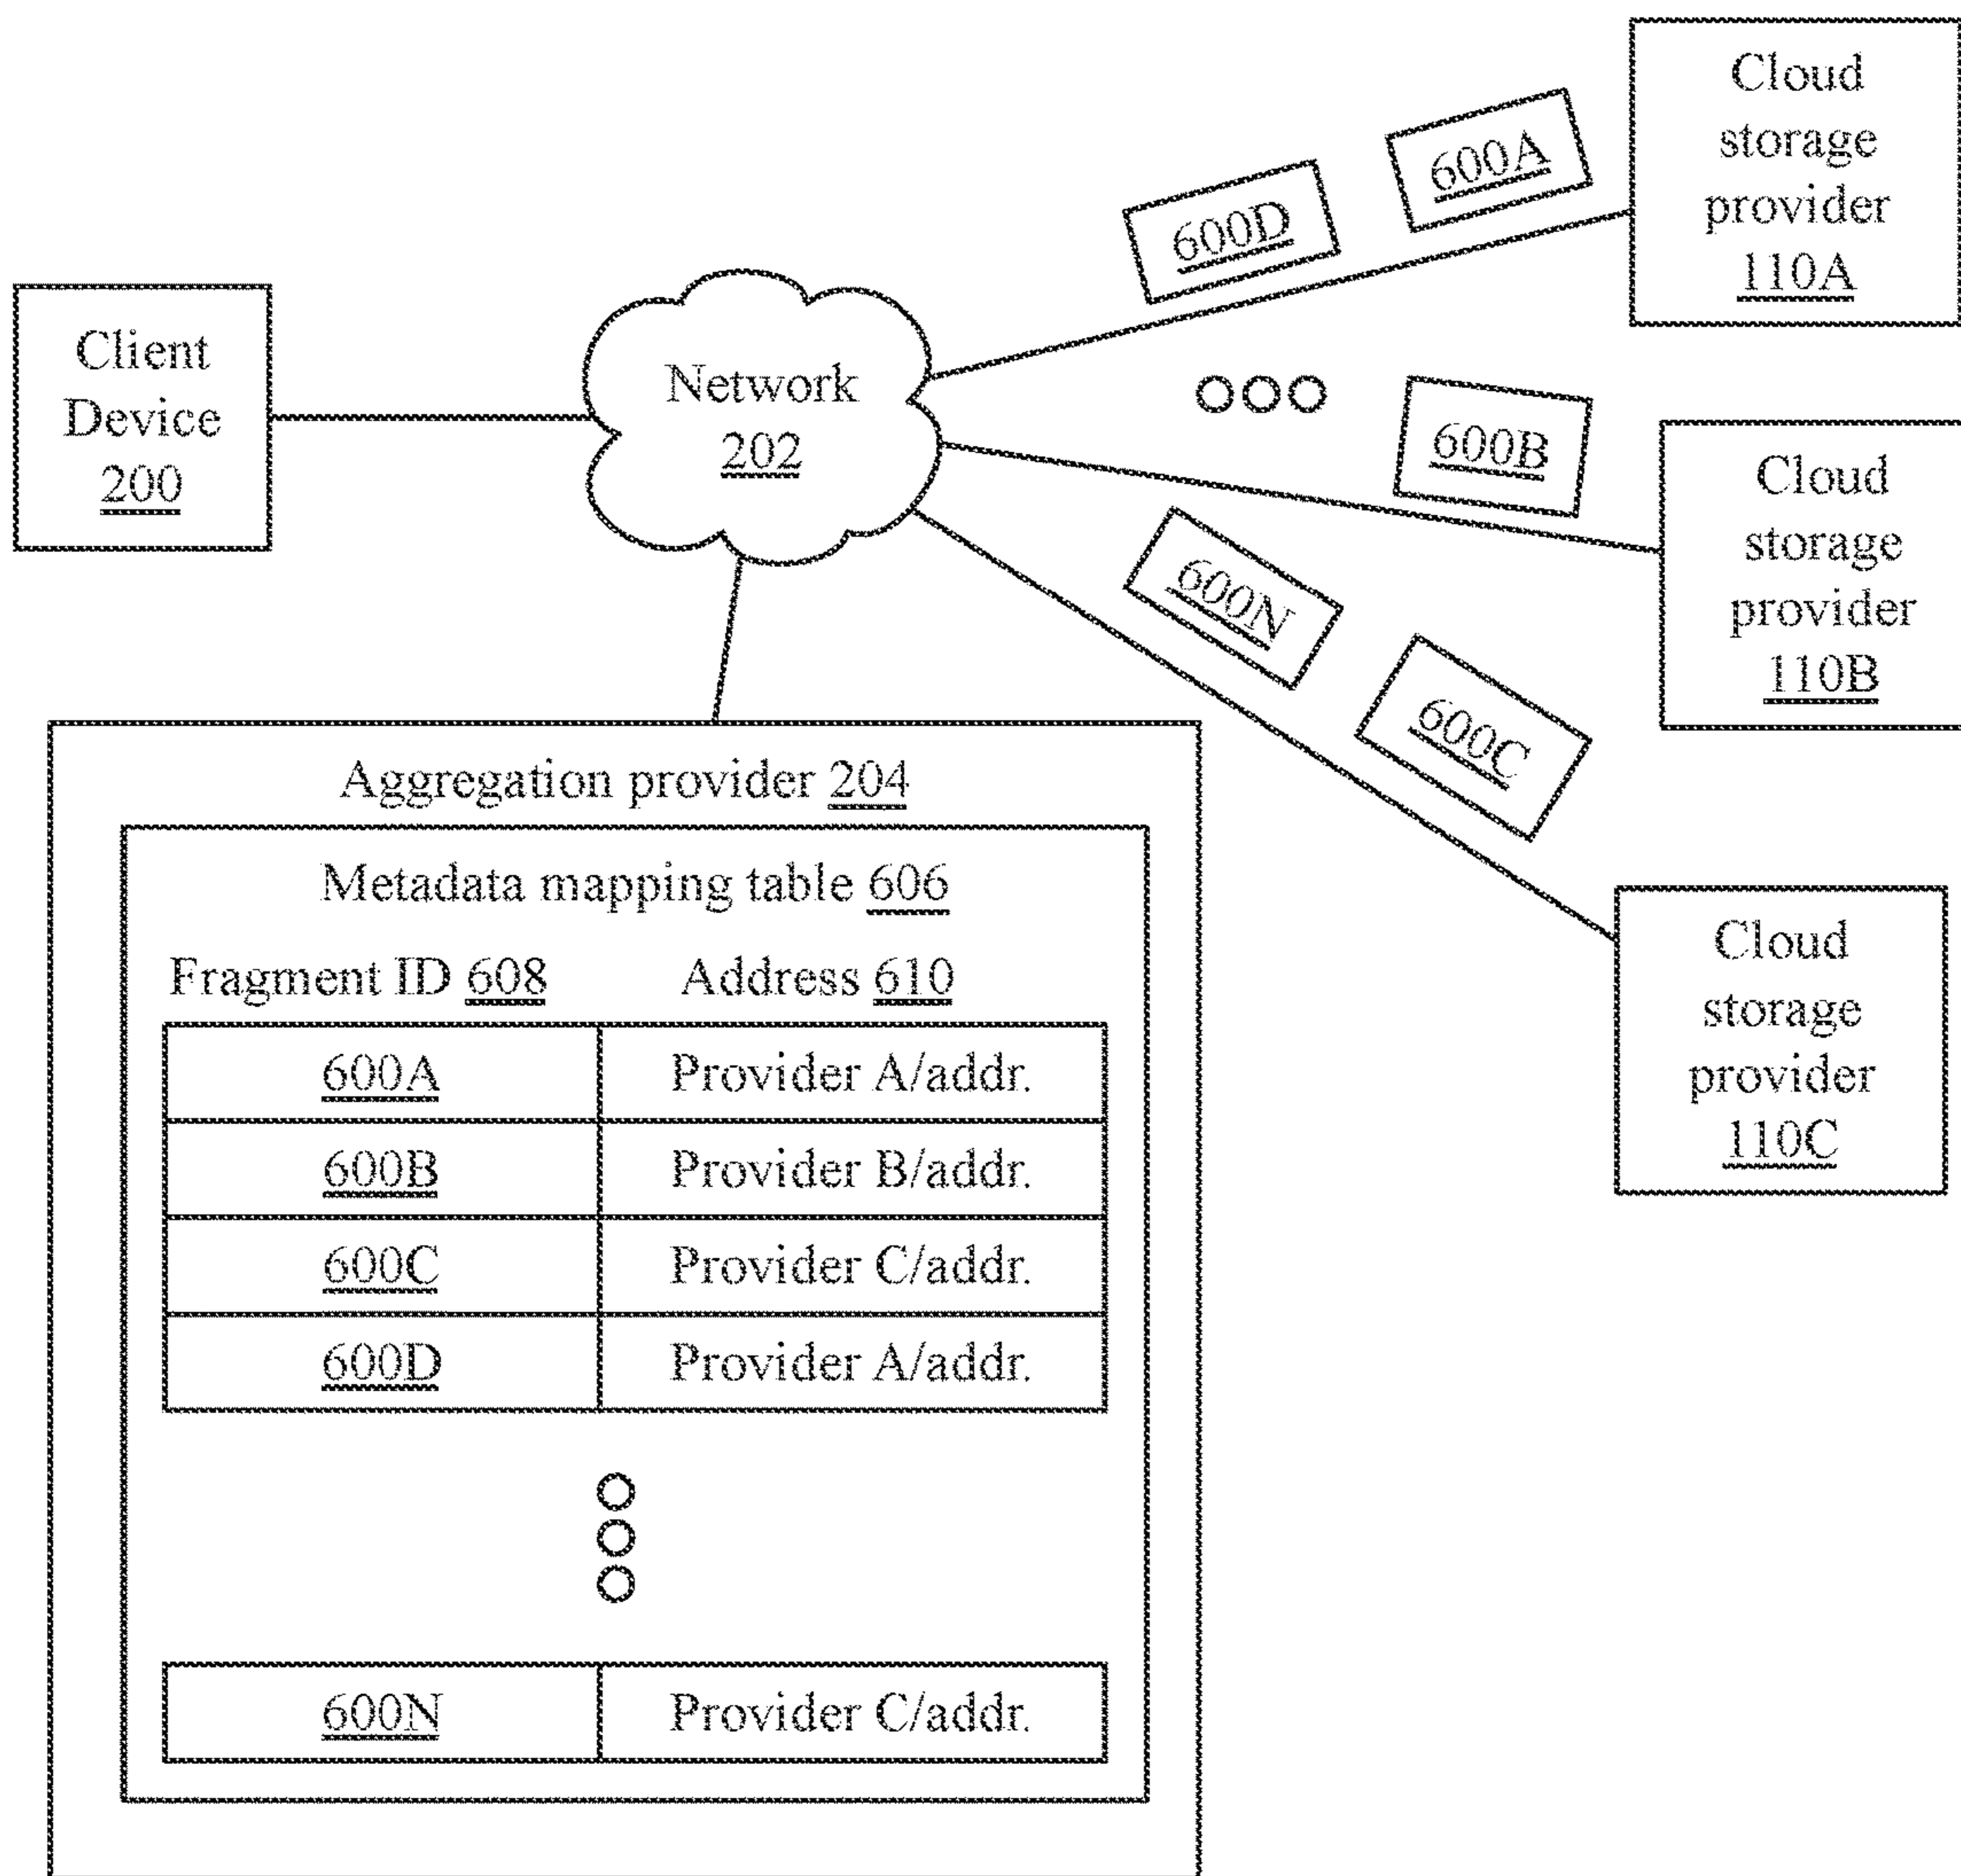 Client
Device
200
Network
202
600D
600A
Cloud
storage
provider
110A
600B
Cloud
storage
provider
110B
600N
600C
Cloud
storage
provider
110C
Aggregation provider 204
Metadata mapping table 606
Fragment ID 608 Address 610
600A Provider A/addr.
600B Provider B/addr.
600C Provider C/addr.
600D Provider A/addr.
600N Provider C/addr.